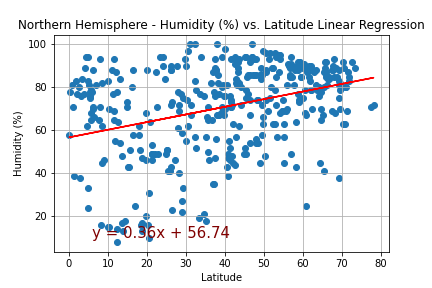 Northern Hemisphere - Humidity (%) vs. Latitude Linear Regression
100
80
60
40
20
Humidity (%)
y = 0.36x + 56.74
0 10 20 30 40 50 60 70 80
Latitude